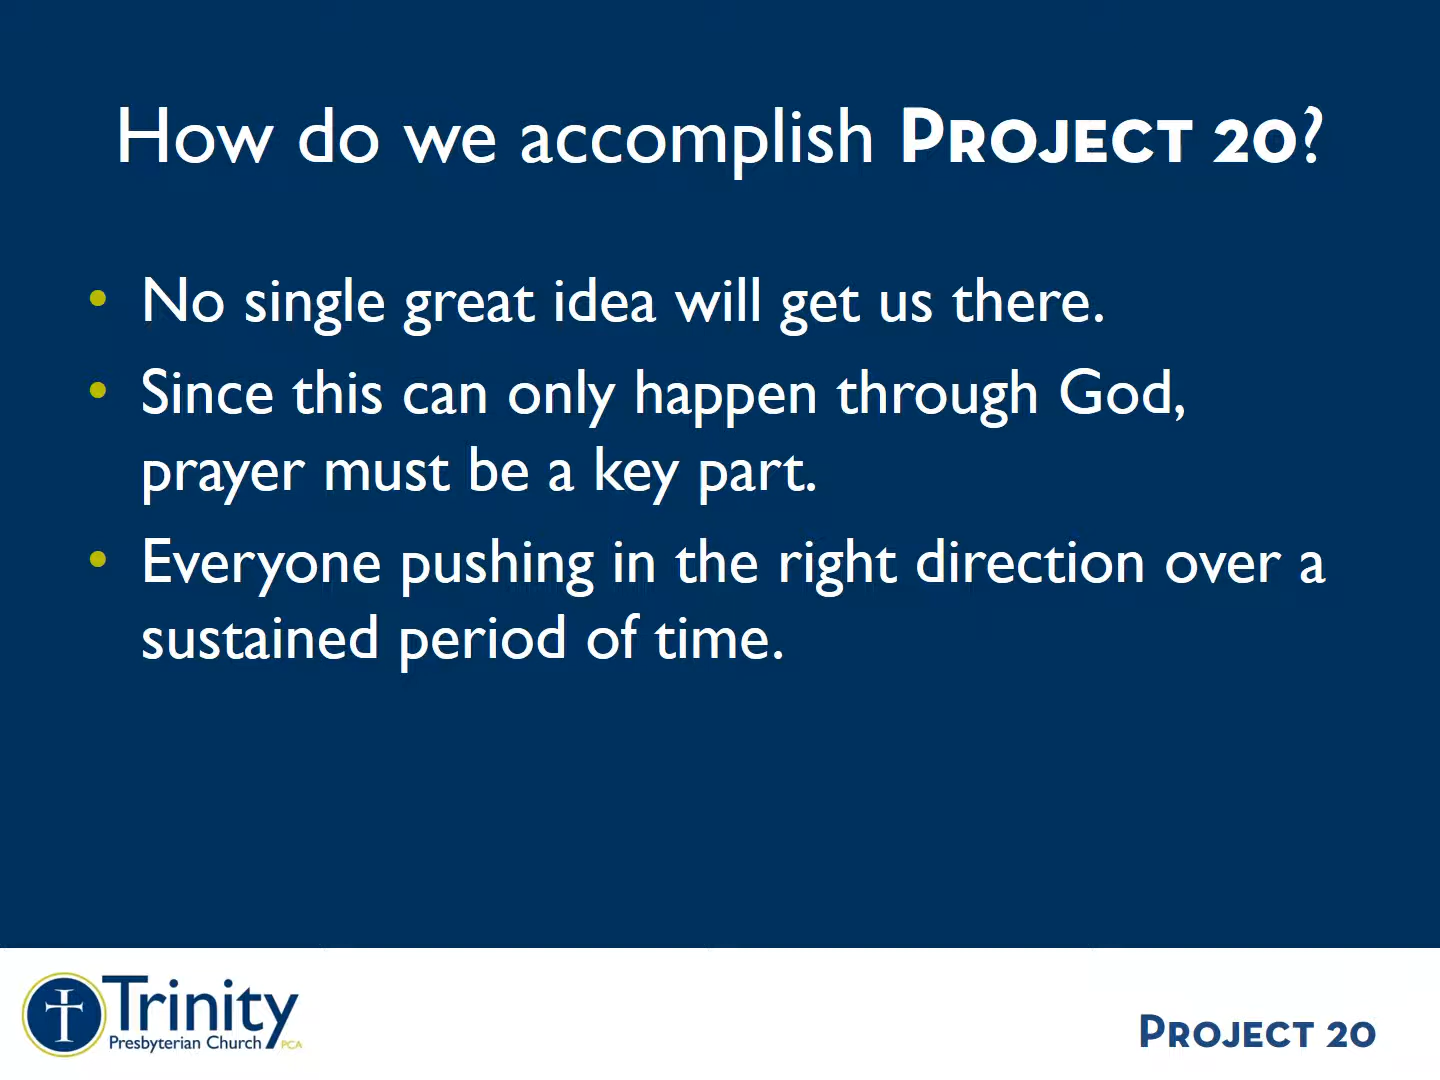 How do we accomplish PROJECT 20?
• No single great idea will get us there.
• Since this can only happen through God,
prayer must be a key part.
• Everyone pushing in the right direction over a
sustained period of time.
Trinity
Presbyterian Church PCA
PROJECT 20